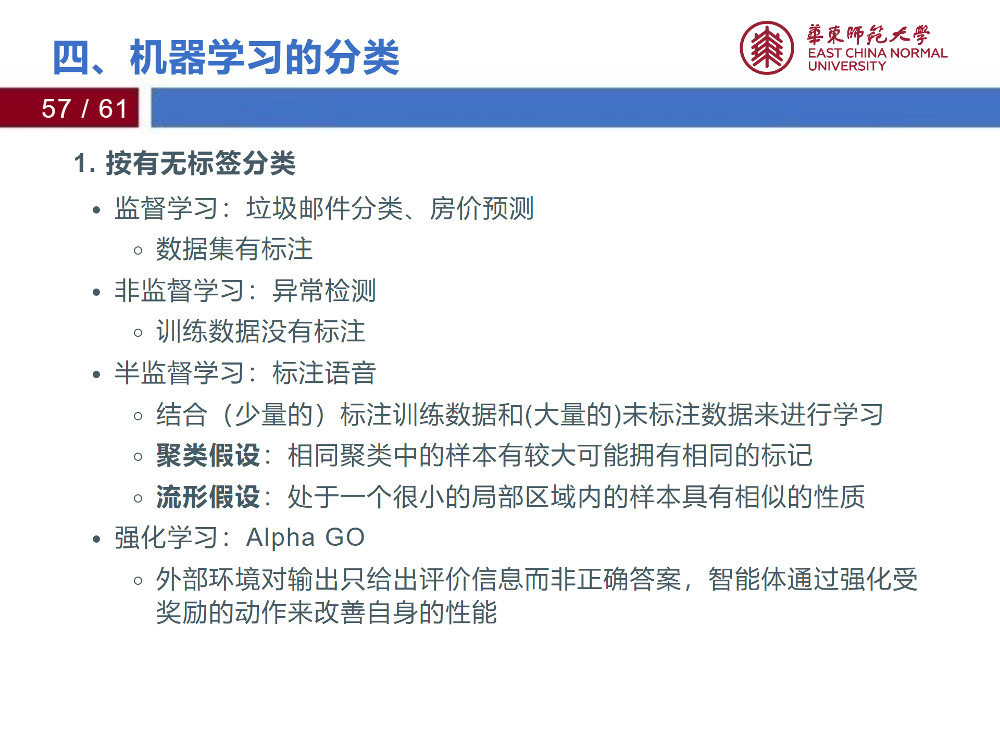 四、机器学习的分类
華東师范大學
EAST CHINA NORMAL
UNIVERSITY
57 / 61
1. 按有无标签分类
• 监督学习：垃圾邮件分类、房价预测
○ 数据集有标注
• 非监督学习：异常检测
○ 训练数据没有标注
• 半监督学习：标注语音
○ 结合（少量的）标注训练数据和(大量的)未标注数据来进行学习
○ 聚类假设：相同聚类中的样本有较大可能拥有相同的标记
○ 流形假设：处于一个很小的局部区域内的样本具有相似的性质
• 强化学习：Alpha GO
○ 外部环境对输出只给出评价信息而非正确答案，智能体通过强化受
奖励的动作来改善自身的性能